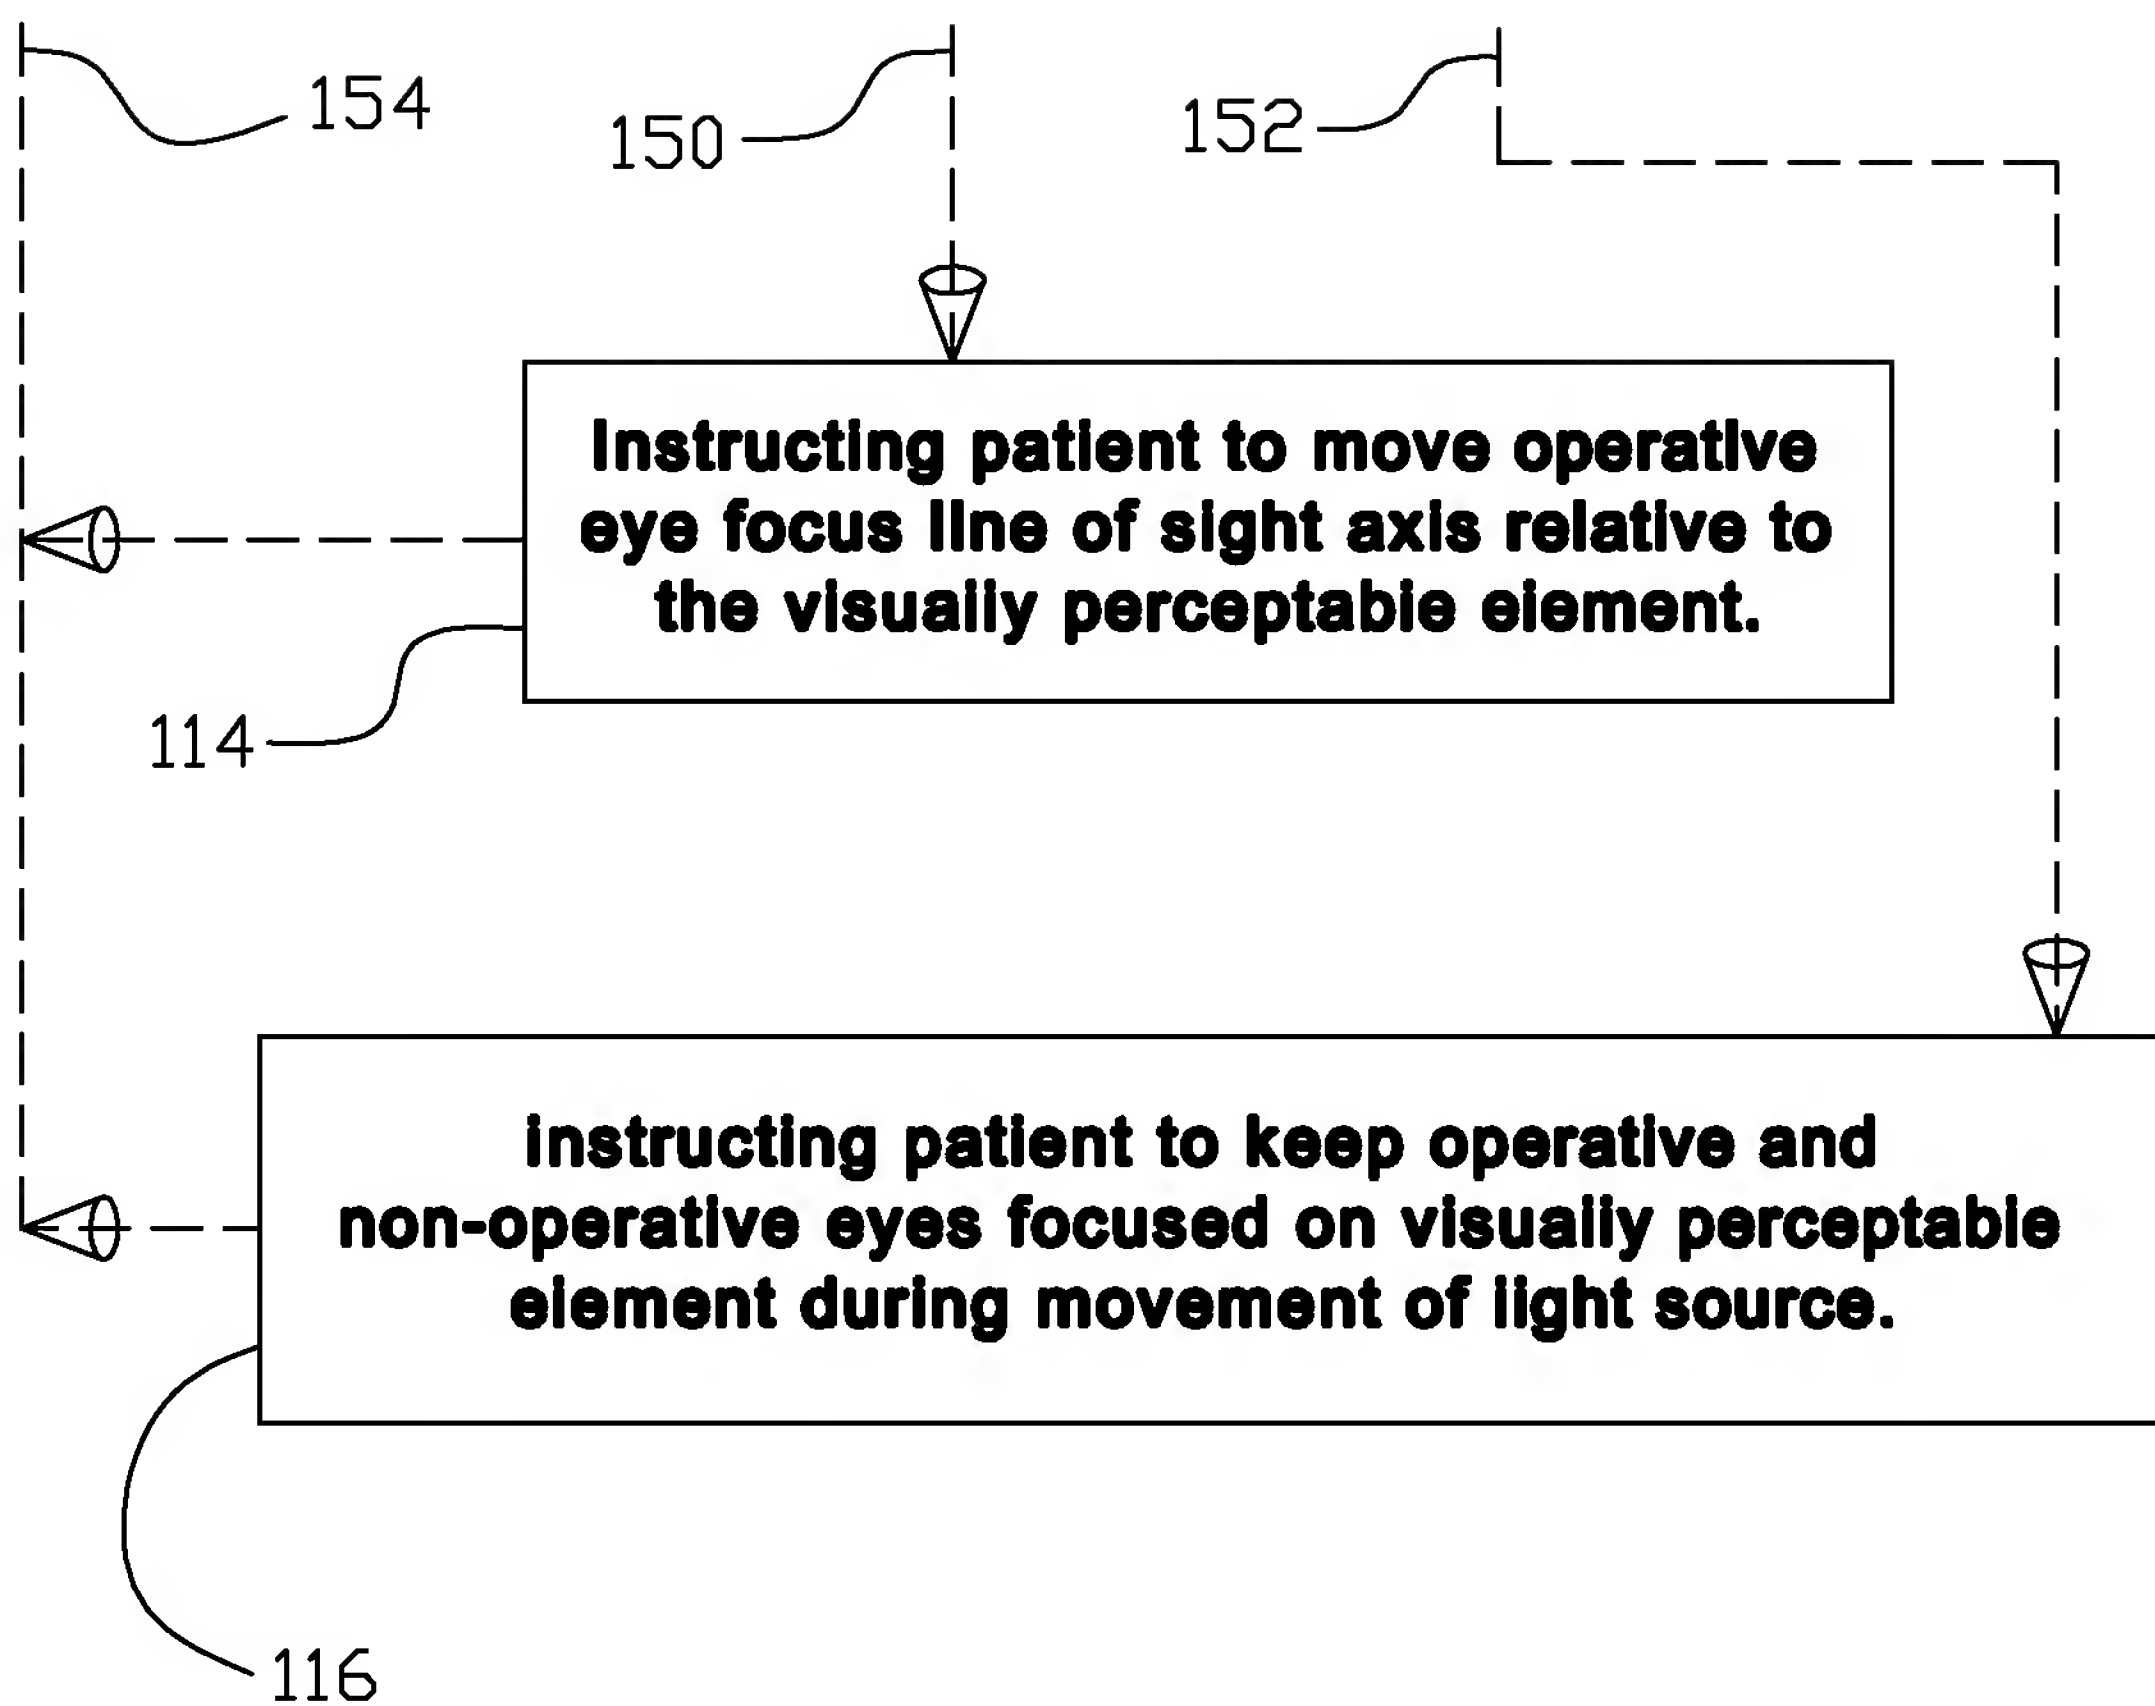 154
150
152
Instructing patient to move operative
eye focus line of sight axis relative to
the visually perceptable element.
114
Instructing patient to keep operative and
non-operative eyes focused on visually perceptable
element during movement of light source.
116